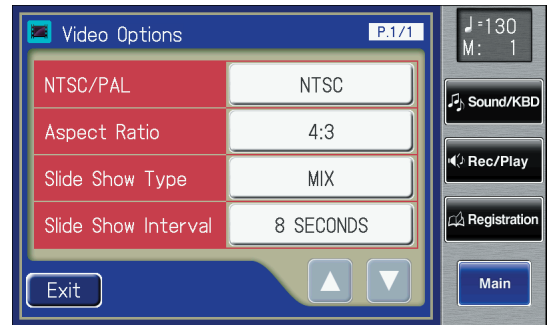 Video Options P.1/1
NTSC/PAL NTSC
Aspect Ratio 4:3
Slide Show Type MIX
Slide Show Interval 8 SECONDS
Exit
♩=130
M: 1
Sound/KBD
Rec/Play
Registration
Main